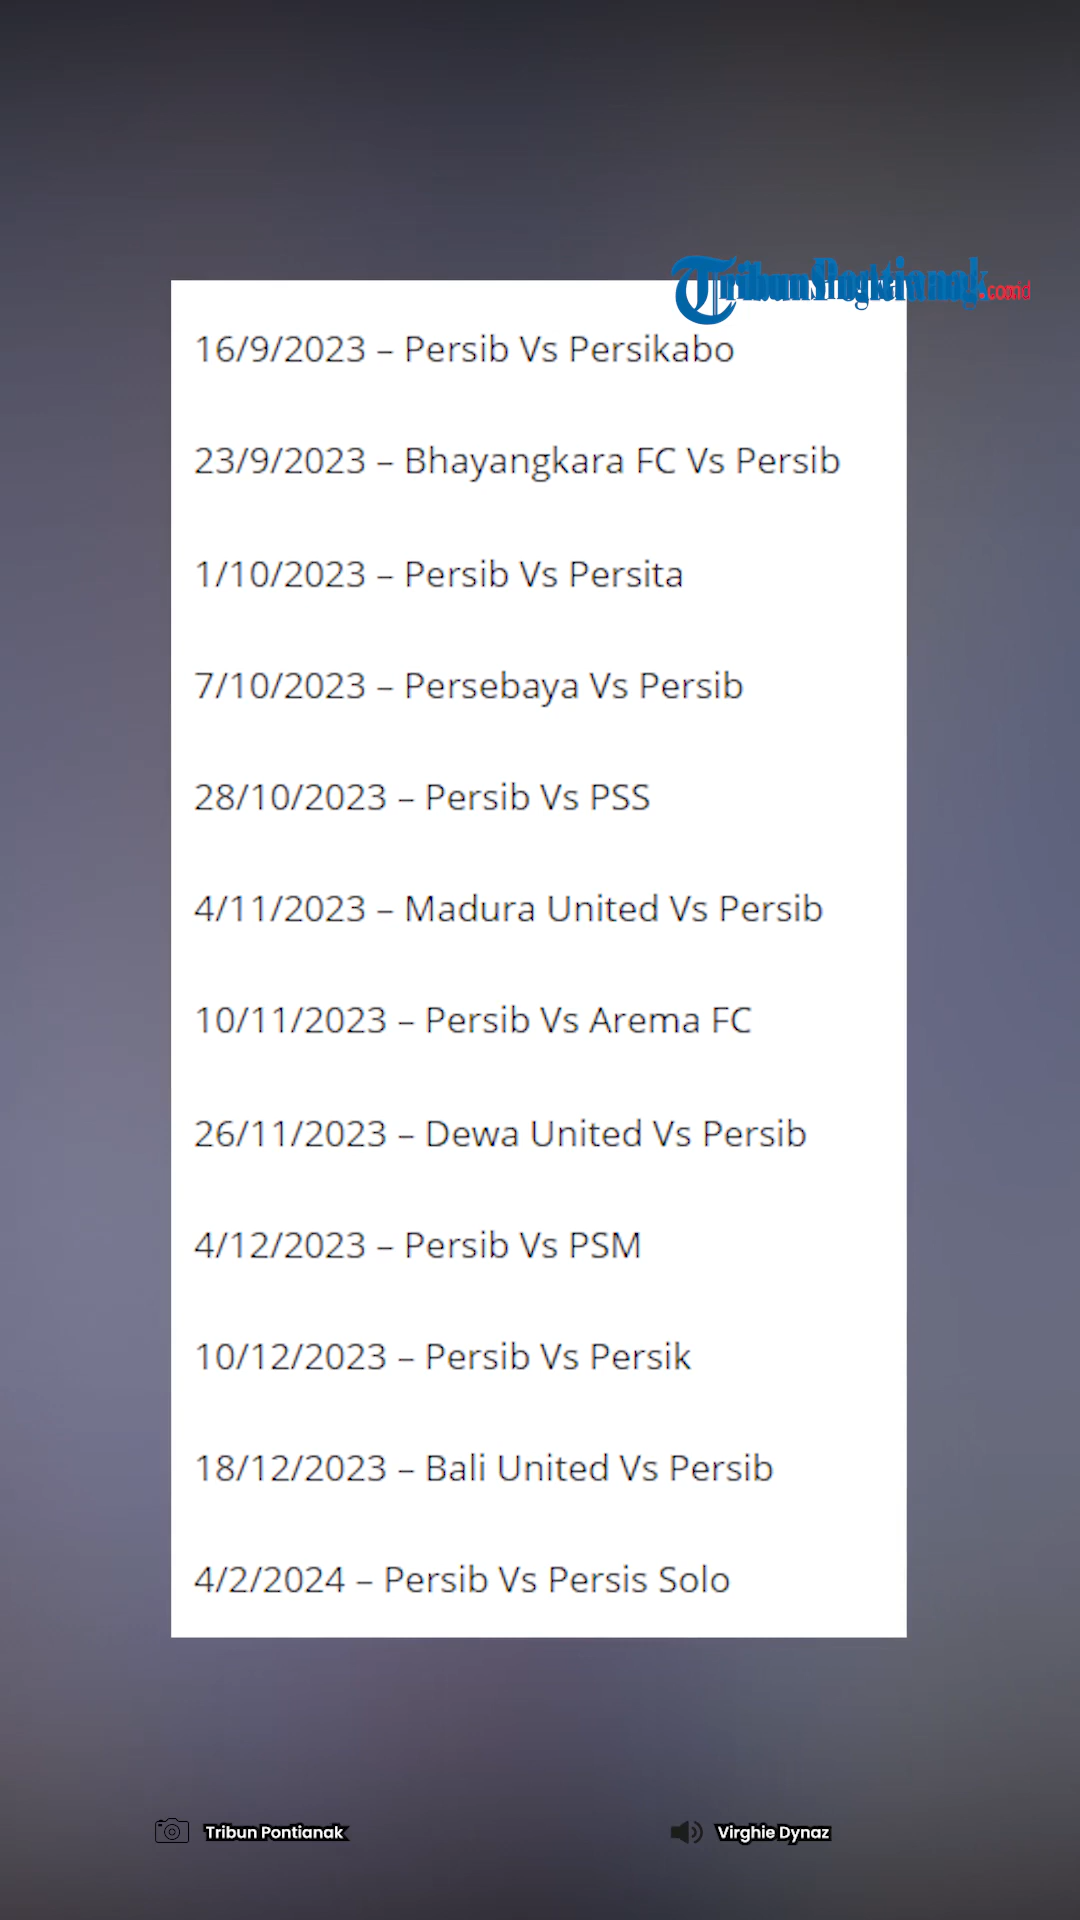 16/9/2023 – Persib Vs Persikabo
23/9/2023 – Bhayangkara FC Vs Persib
1/10/2023 – Persib Vs Persita
7/10/2023 – Persebaya Vs Persib
28/10/2023 – Persib Vs PSS
4/11/2023 – Madura United Vs Persib
10/11/2023 – Persib Vs Arema FC
26/11/2023 – Dewa United Vs Persib
4/12/2023 – Persib Vs PSM
10/12/2023 – Persib Vs Persik
18/12/2023 – Bali United Vs Persib
4/2/2024 – Persib Vs Persis Solo
Tribun Pontianak
Virghie Dynaz